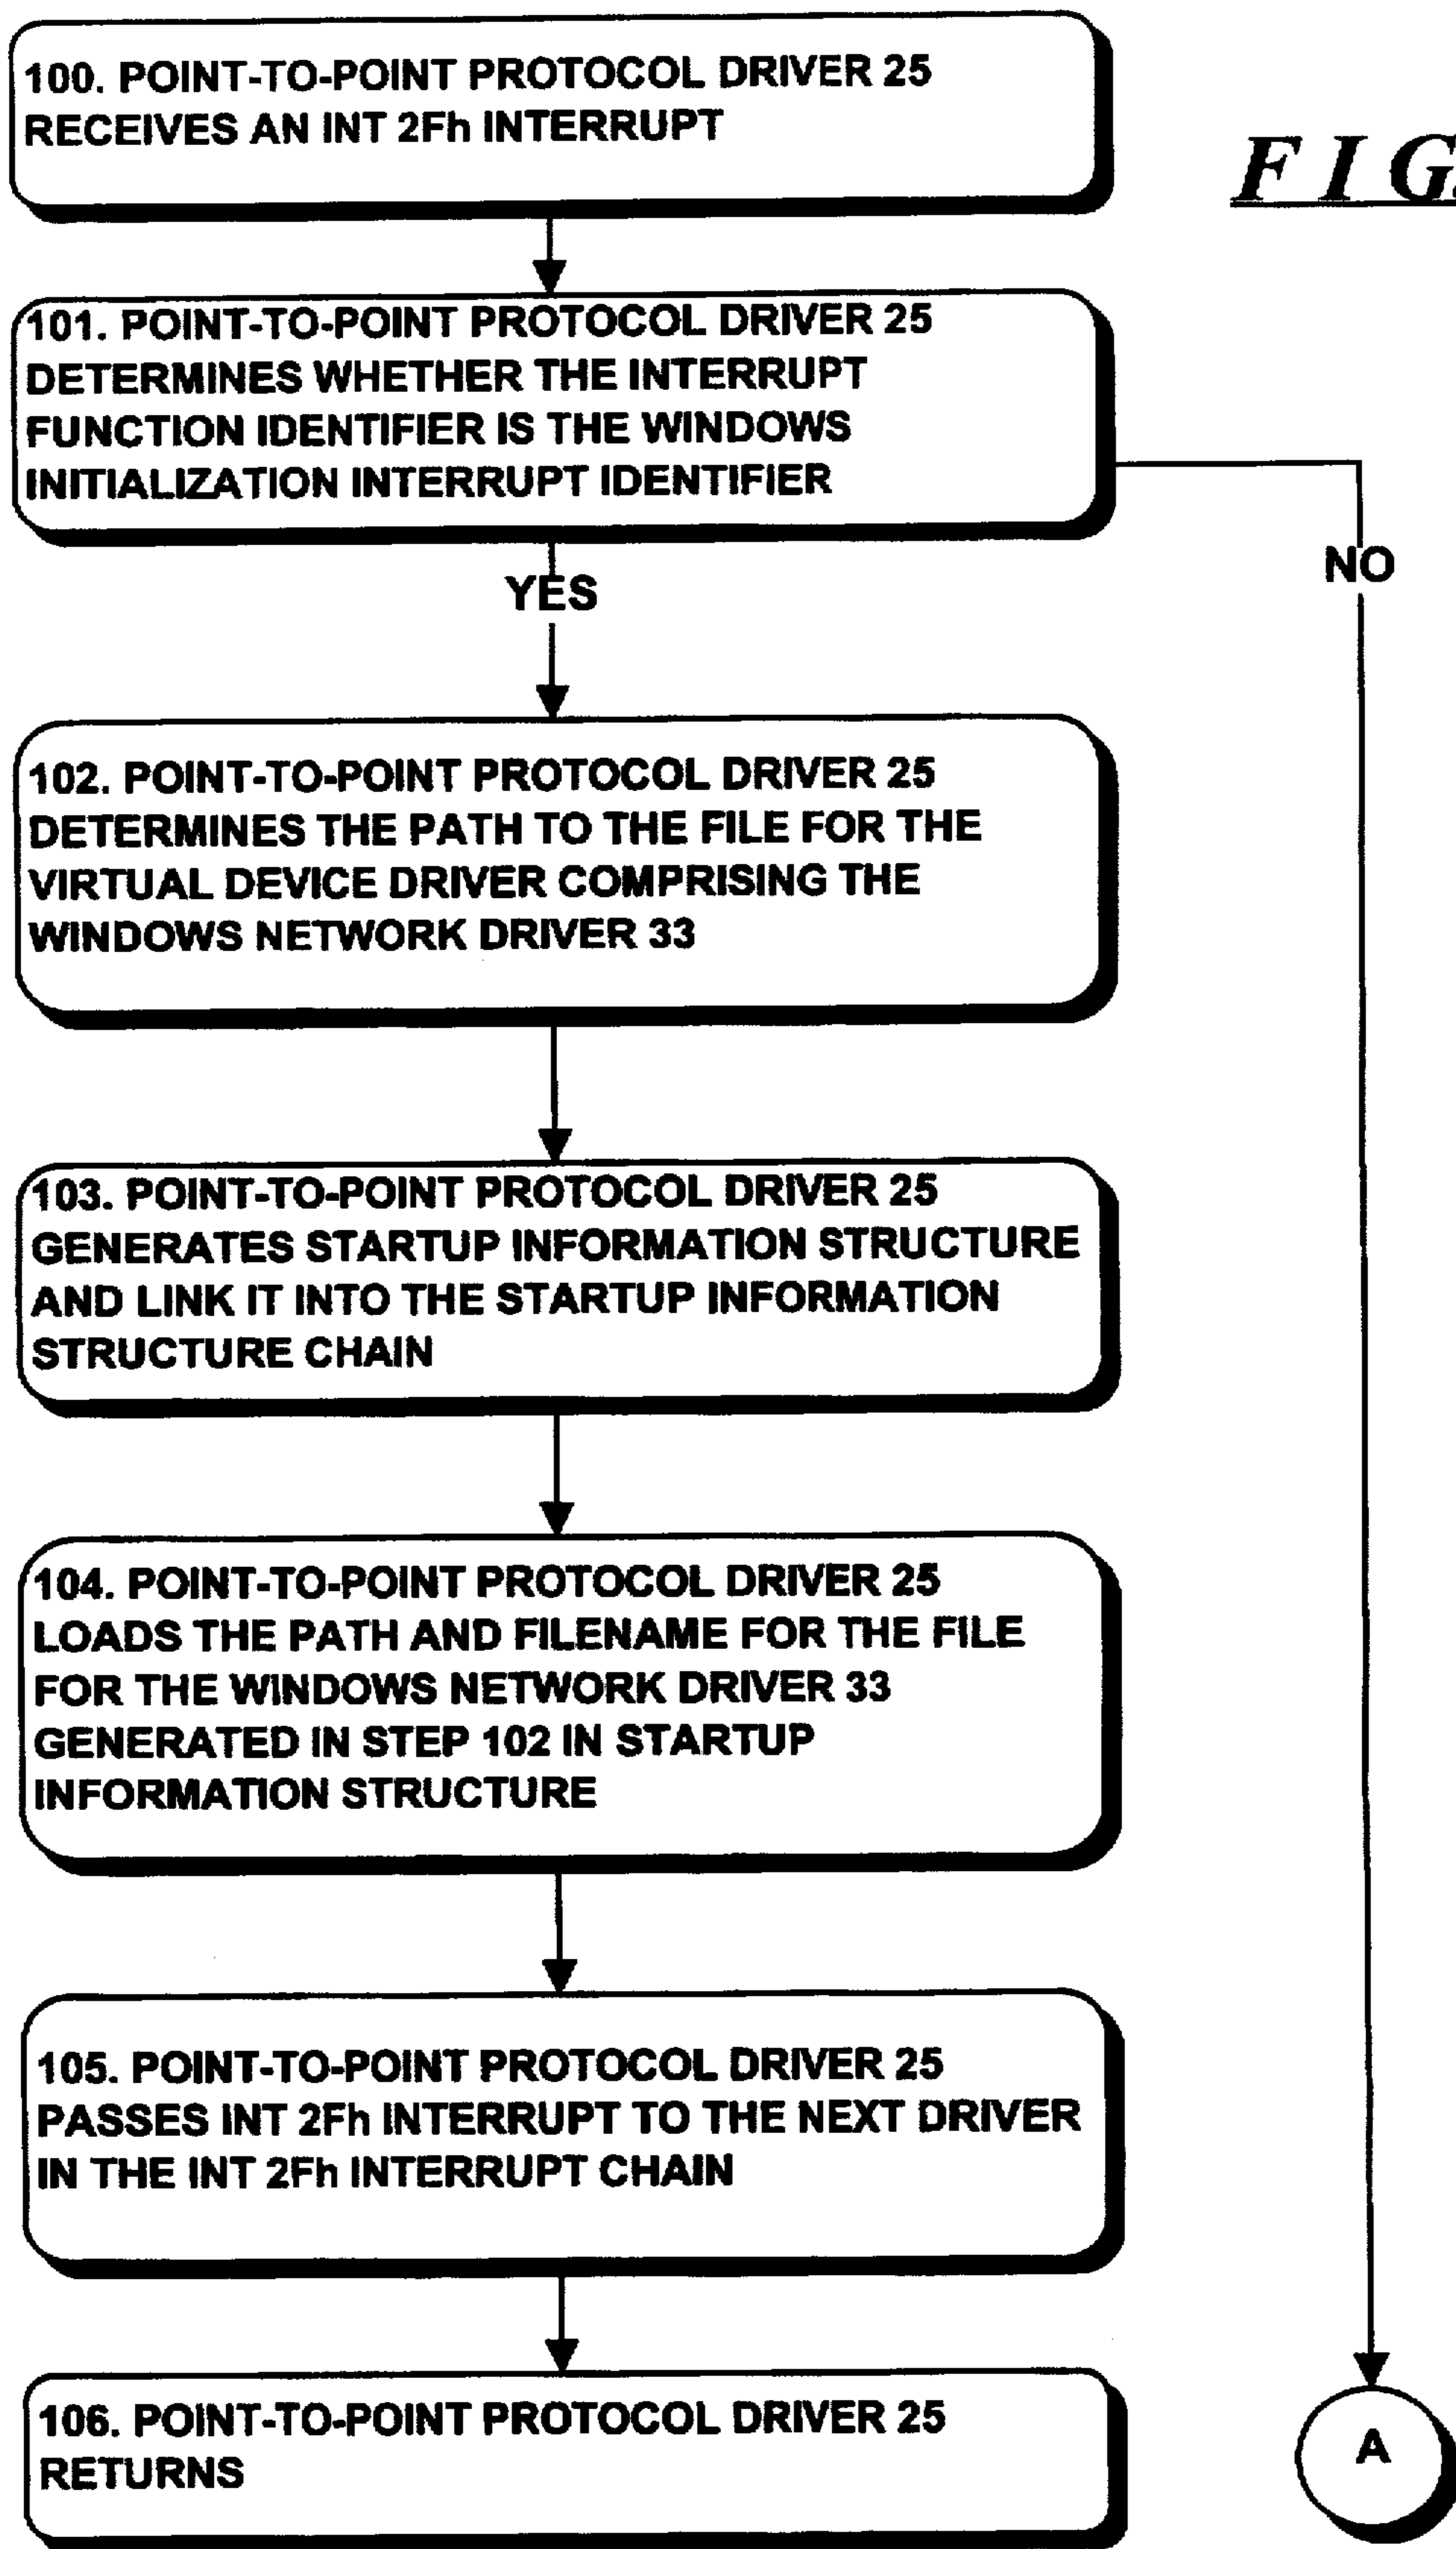 100. POINT-TO-POINT PROTOCOL DRIVER 25
RECEIVES AN INT 2Fh INTERRUPT
FIG.
101. POINT-TO-POINT PROTOCOL DRIVER 25
DETERMINES WHETHER THE INTERRUPT
FUNCTION IDENTIFIER IS THE WINDOWS
INITIALIZATION INTERRUPT IDENTIFIER
NO
YES
102. POINT-TO-POINT PROTOCOL DRIVER 25
DETERMINES THE PATH TO THE FILE FOR THE
VIRTUAL DEVICE DRIVER COMPRISING THE
WINDOWS NETWORK DRIVER 33
103. POINT-TO-POINT PROTOCOL DRIVER 25
GENERATES STARTUP INFORMATION STRUCTURE
AND LINK IT INTO THE STARTUP INFORMATION
STRUCTURE CHAIN
104. POINT-TO-POINT PROTOCOL DRIVER 25
LOADS THE PATH AND FILENAME FOR THE FILE
FOR THE WINDOWS NETWORK DRIVER 33
GENERATED IN STEP 102 IN STARTUP
INFORMATION STRUCTURE
105. POINT-TO-POINT PROTOCOL DRIVER 25
PASSES INT 2Fh INTERRUPT TO THE NEXT DRIVER
IN THE INT 2Fh INTERRUPT CHAIN
106. POINT-TO-POINT PROTOCOL DRIVER 25
RETURNS
A